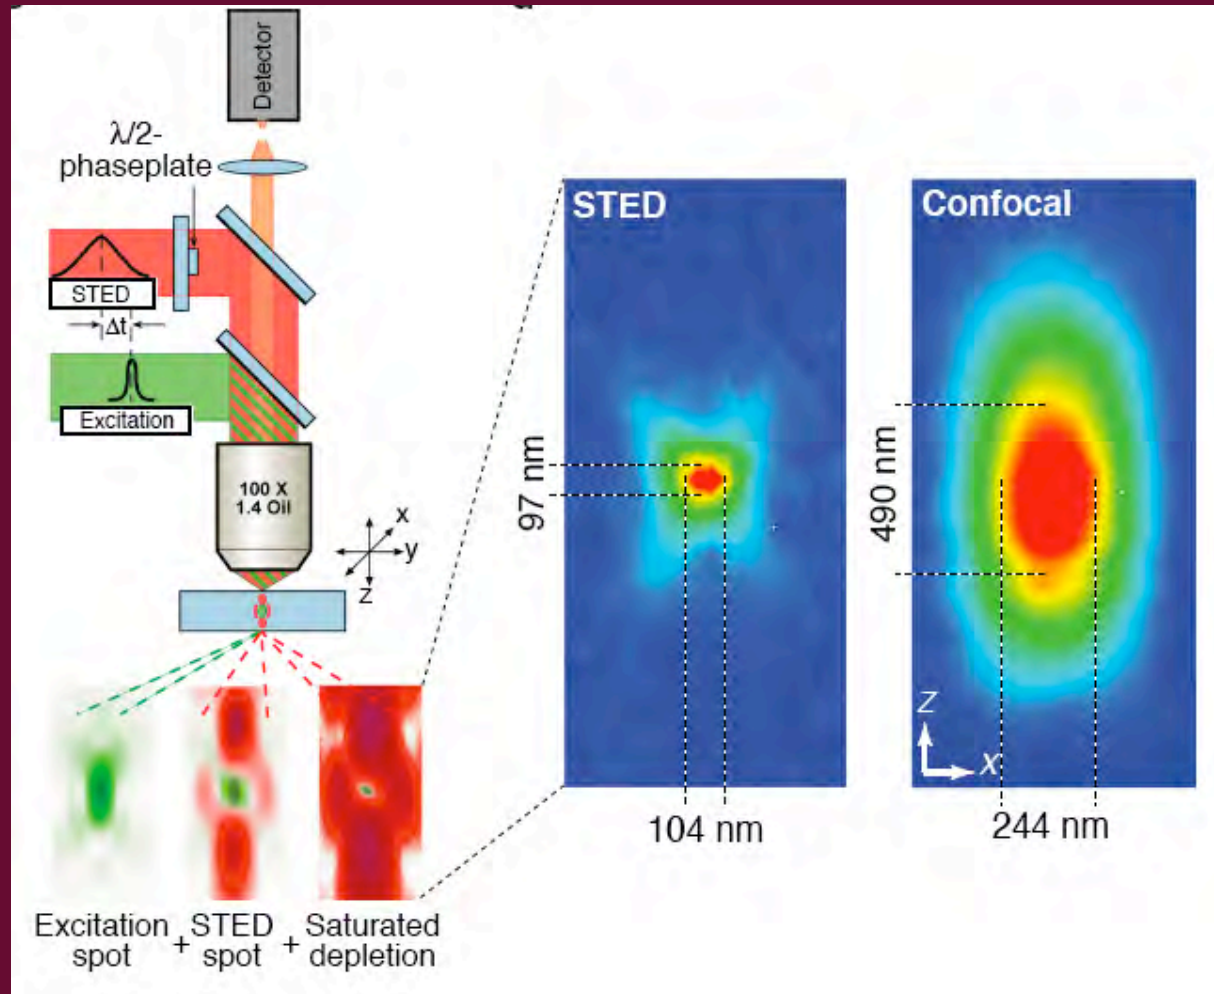 Detector
λ/2-
phaseplate
STED
Δt
Excitation
100 X
1.4 Oil
x
y
z
Excitation
spot
+
STED
spot
+
Saturated
depletion
STED
97 nm
104 nm
Confocal
490 nm
z
x
244 nm